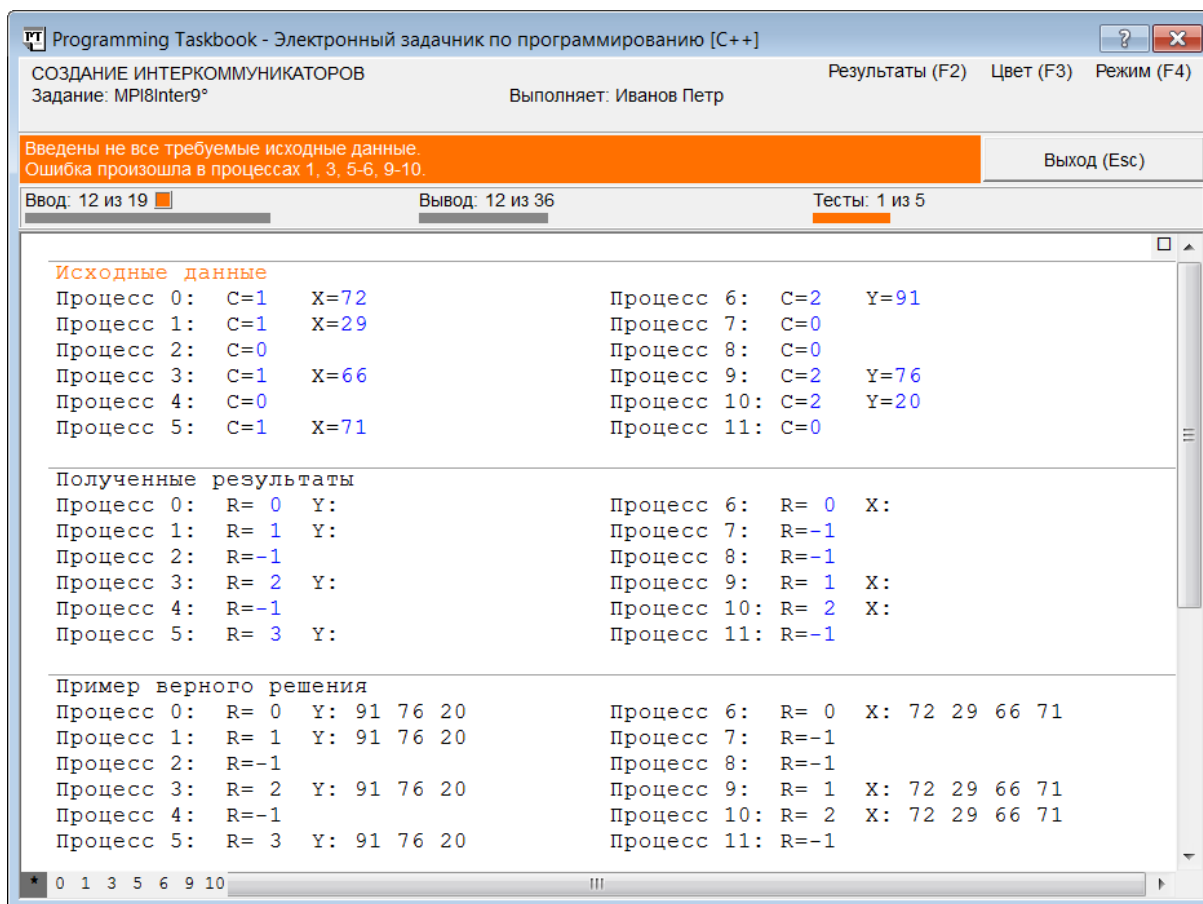 Programming Taskbook - Электронный задачник по программированию [C++]
СОЗДАНИЕ ИНТЕРКОММУНИКАТОРОВ Результаты (F2) Цвет (F3) Режим (F4)
Задание: MPI8Inter9° Выполняет: Иванов Петр
Введены не все требуемые исходные данные.
Ошибка произошла в процессах 1, 3, 5-6, 9-10.
Выход (Esc)
Ввод: 12 из 19 Вывод: 12 из 36 Тесты: 1 из 5
Исходные данные
Процесс 0: C=1 X=72 Процесс 6: C=2 Y=91
Процесс 1: C=1 X=29 Процесс 7: C=0
Процесс 2: C=0 Процесс 8: C=0
Процесс 3: C=1 X=66 Процесс 9: C=2 Y=76
Процесс 4: C=0 Процесс 10: C=2 Y=20
Процесс 5: C=1 X=71 Процесс 11: C=0
Полученные результаты
Процесс 0: R= 0 Y: Процесс 6: R= 0 X:
Процесс 1: R= 1 Y: Процесс 7: R=-1
Процесс 2: R=-1 Процесс 8: R=-1
Процесс 3: R= 2 Y: Процесс 9: R= 1 X:
Процесс 4: R=-1 Процесс 10: R= 2 X:
Процесс 5: R= 3 Y: Процесс 11: R=-1
Пример верного решения
Процесс 0: R= 0 Y: 91 76 20 Процесс 6: R= 0 X: 72 29 66 71
Процесс 1: R= 1 Y: 91 76 20 Процесс 7: R=-1
Процесс 2: R=-1 Процесс 8: R=-1
Процесс 3: R= 2 Y: 91 76 20 Процесс 9: R= 1 X: 72 29 66 71
Процесс 4: R=-1 Процесс 10: R= 2 X: 72 29 66 71
Процесс 5: R= 3 Y: 91 76 20 Процесс 11: R=-1
* 0 1 3 5 6 9 10